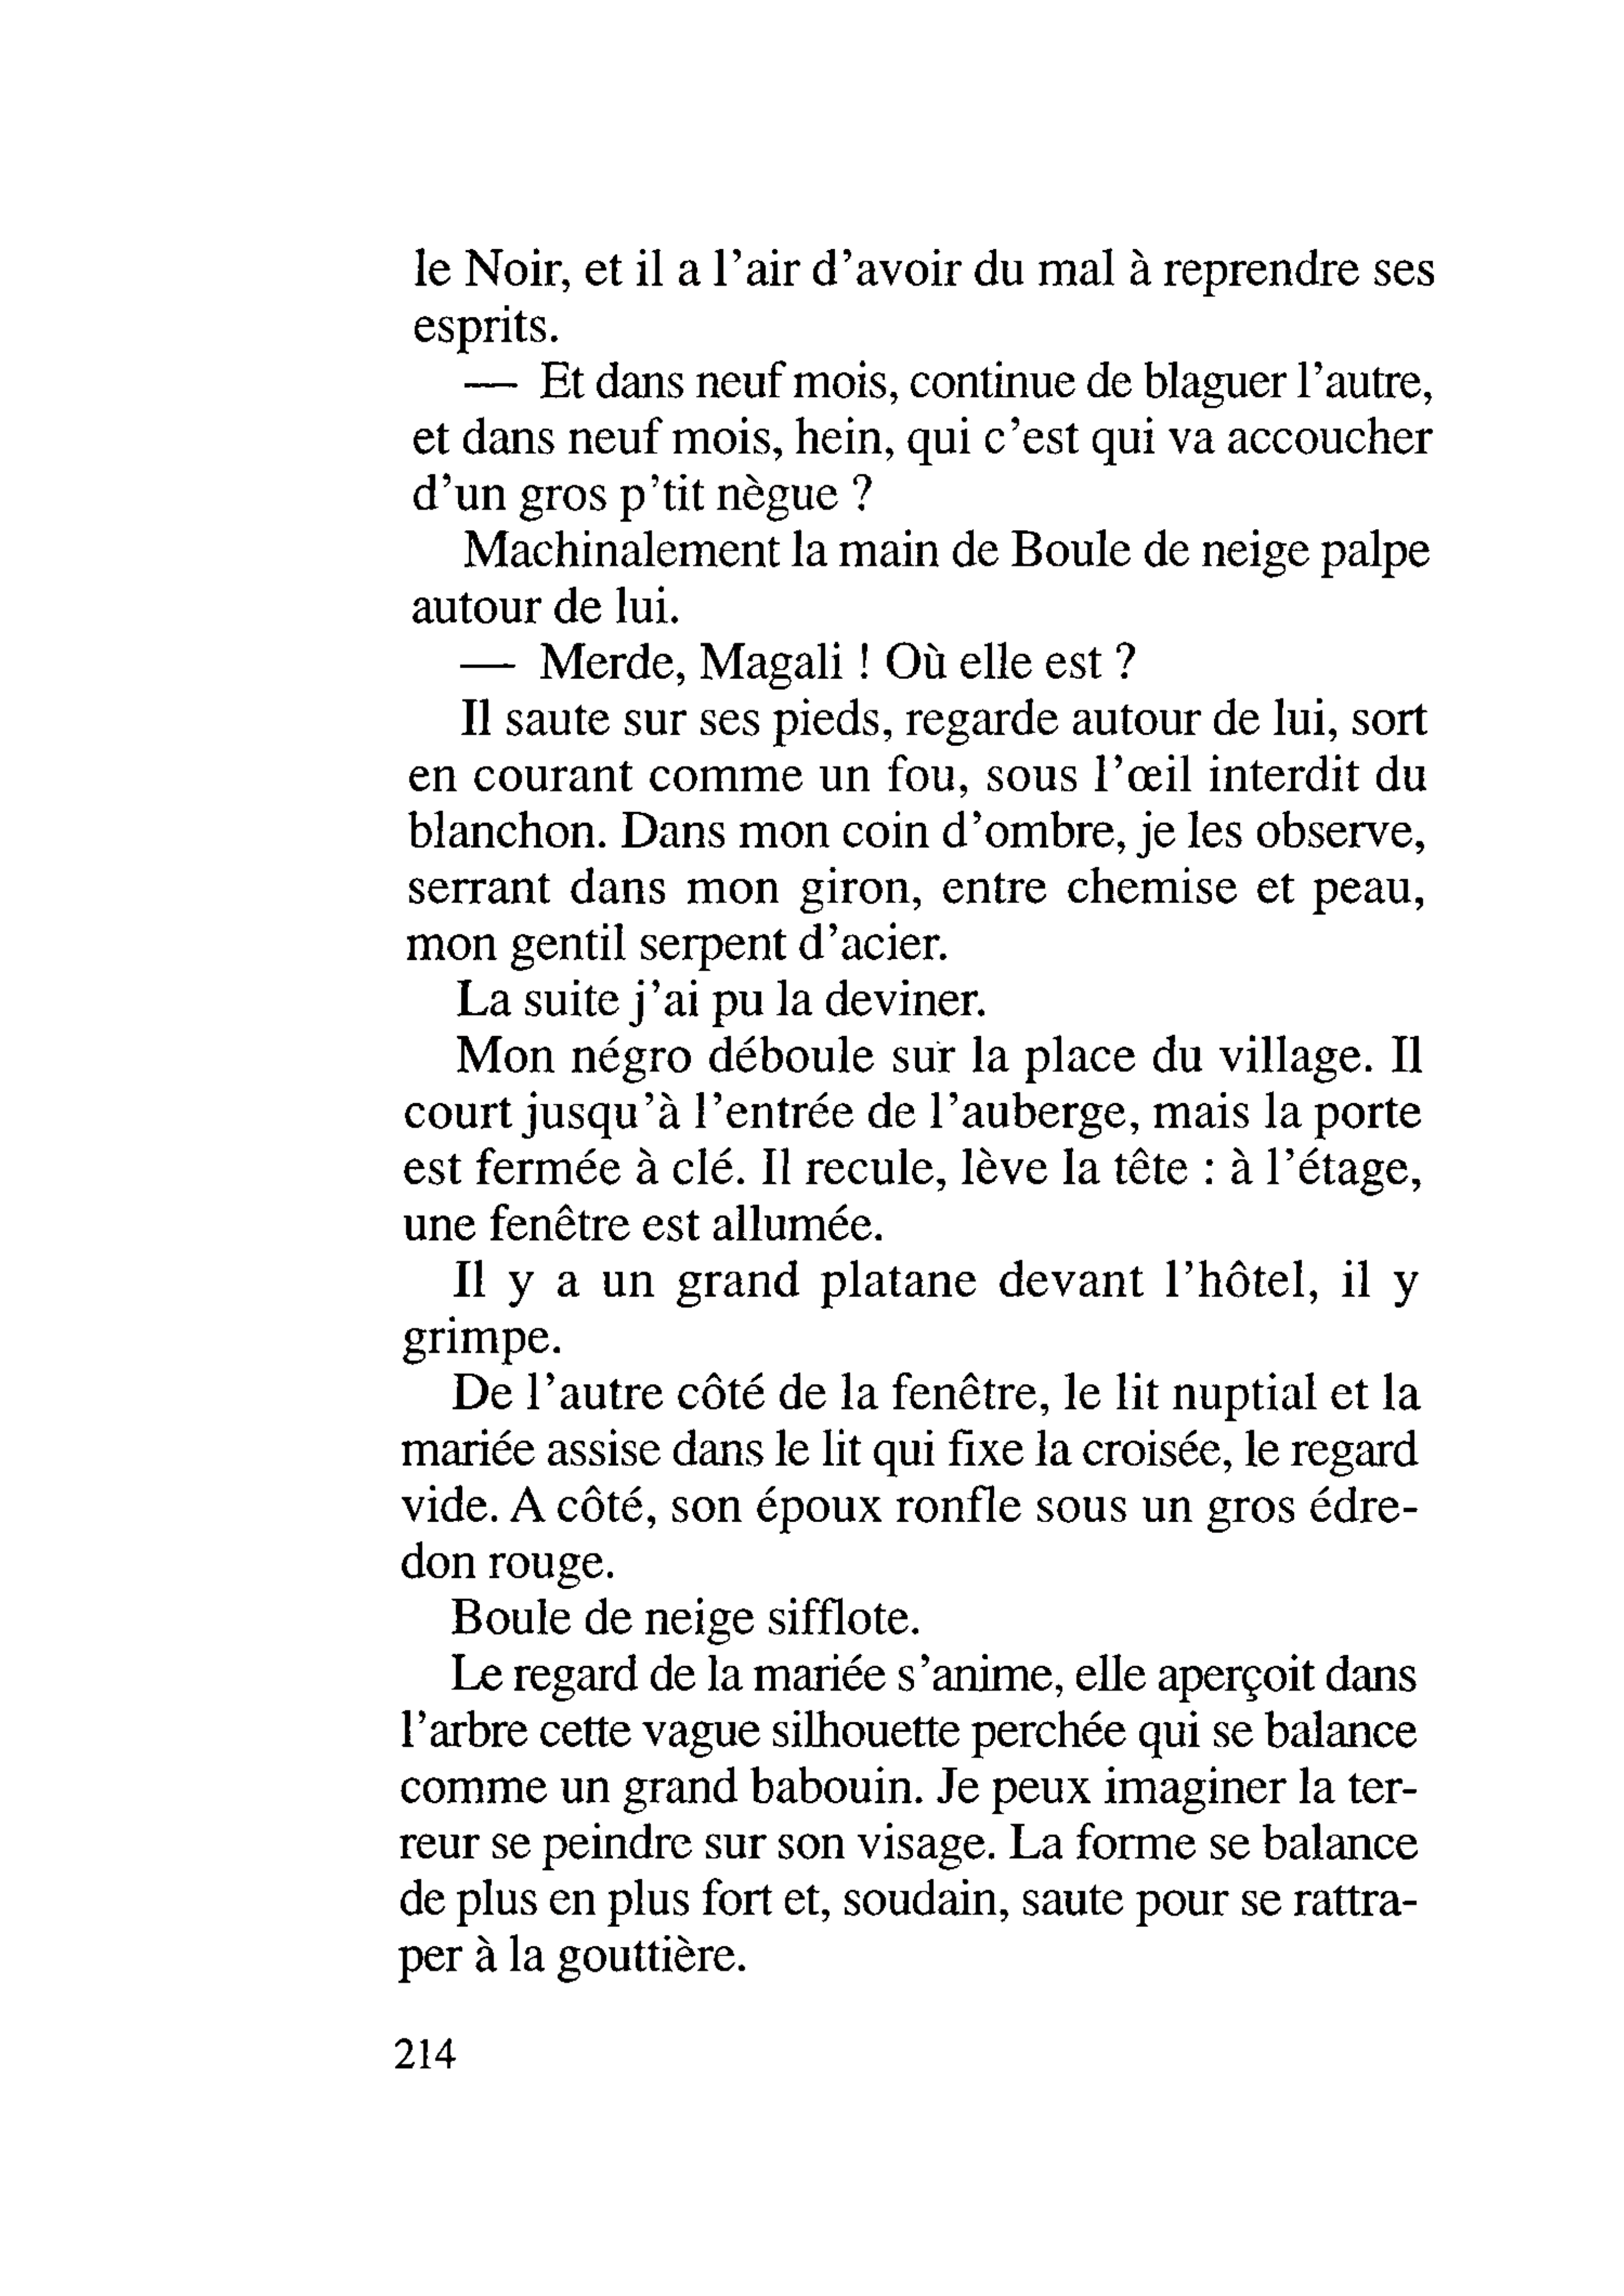 le Noir, et il a l'air d'avoir du mal à reprendre ses
esprits.
— Et dans neuf mois, continue de blaguer l'autre,
et dans neuf mois, hein, qui c'est qui va accoucher
d'un gros p'tit nègue ?
Machinalement la main de Boule de neige palpe
autour de lui.
— Merde, Magali ! Où elle est ?
Il saute sur ses pieds, regarde autour de lui, sort
en courant comme un fou, sous l'œil interdit du
blanchon. Dans mon coin d'ombre, je les observe,
serrant dans mon giron, entre chemise et peau,
mon gentil serpent d'acier.
La suite j'ai pu la deviner.
Mon négro déboule sur la place du village. Il
court jusqu'à l'entrée de l'auberge, mais la porte
est fermée à clé. Il recule, lève la tête : à l'étage,
une fenêtre est allumée.
Il y a un grand platane devant l'hôtel, il y
grimpe.
De l'autre côté de la fenêtre, le lit nuptial et la
mariée assise dans le lit qui fixe la croisée, le regard
vide. A côté, son époux ronfle sous un gros édre-
don rouge.
Boule de neige sifflote.
Le regard de la mariée s'anime, elle aperçoit dans
l'arbre cette vague silhouette perchée qui se balance
comme un grand babouin. Je peux imaginer la ter-
reur se peindre sur son visage. La forme se balance
de plus en plus fort et, soudain, saute pour se rattra-
per à la gouttière.
214